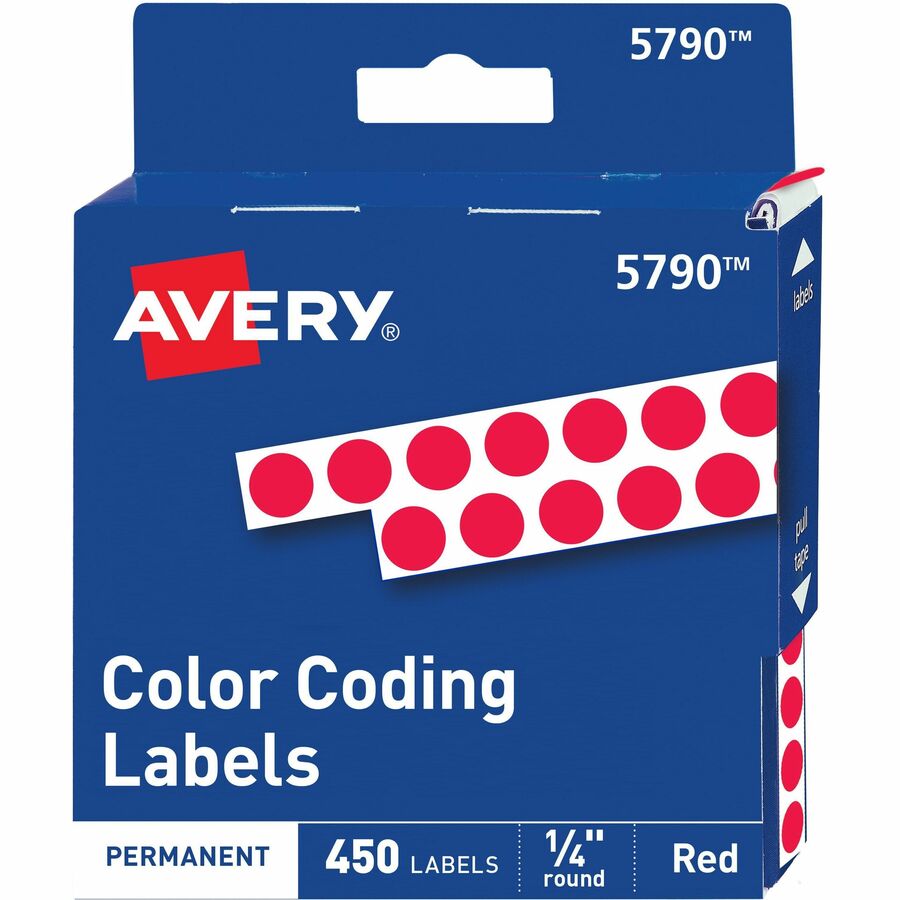 5790™
5790™
AVERY®
labels
pull
tape
Color Coding
Labels
PERMANENT
450 LABELS
1/4"
round
Red